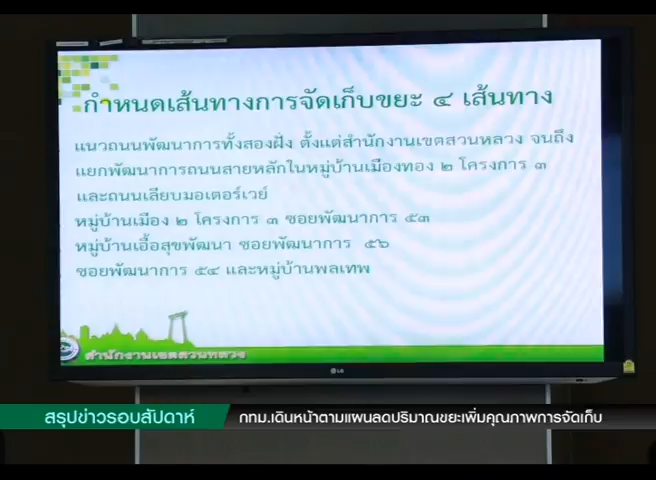 กำหนดเส้นทางการจัดเก็บขยะ ๔ เส้นทาง
แนวถนนพัฒนาการทั้งสองฝั่ง ตั้งแต่สำนักงานเขตสวนหลวง จนถึง
แยกพัฒนาการถนนสายหลักในหมู่บ้านเมืองทอง ๒ โครงการ ๓
และถนนเลียบมอเตอร์เวย์
หมู่บ้านเมือง ๒ โครงการ ๓ ซอยพัฒนาการ ๕๓
หมู่บ้านเอื้อสุขพัฒนา ซอยพัฒนาการ ๕๖
ซอยพัฒนาการ ๕๔ และหมู่บ้านพลเทพ
สำนักงานเขตสวนหลวง
LG
สรุปข่าวรอบสัปดาห์
กทม.เดินหน้าตามแผนลดปริมาณขยะเพิ่มคุณภาพการจัดเก็บ